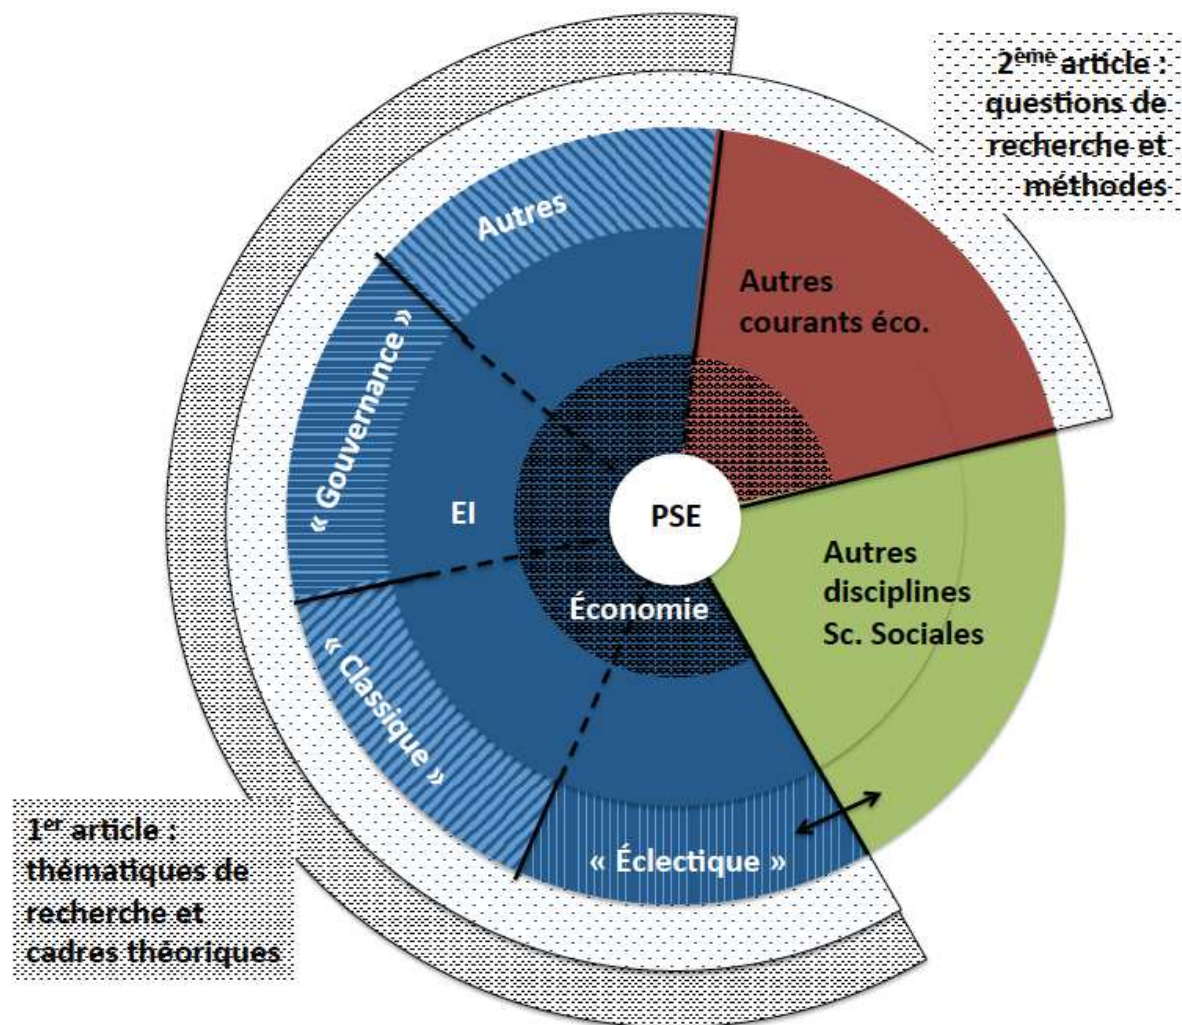 2ème article :
questions de
recherche et
méthodes
Autres
Autres
courants éco.
« Gouvernance »
EI
PSE
Autres
disciplines
Sc. Sociales
Économie
« Classique »
« Éclectique »
1er article :
thématiques de
recherche et
cadres théoriques